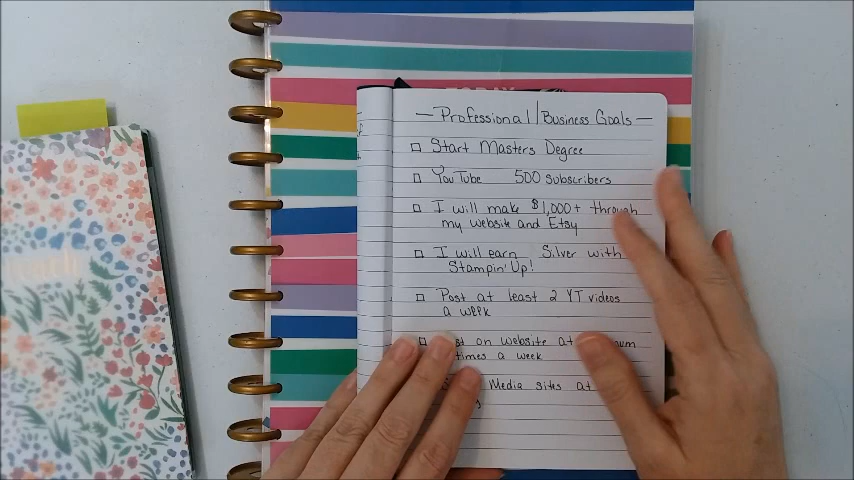 TODAY
— Professional | Business Goals —
□ Start Masters Degree
□ YouTube 500 subscribers
□ I will make $1,000+ through
my website and Etsy
□ I will earn Silver with
Stampin' Up!
□ Post at least 2 YT videos
a week
□ on website at
times a week
Media sites at